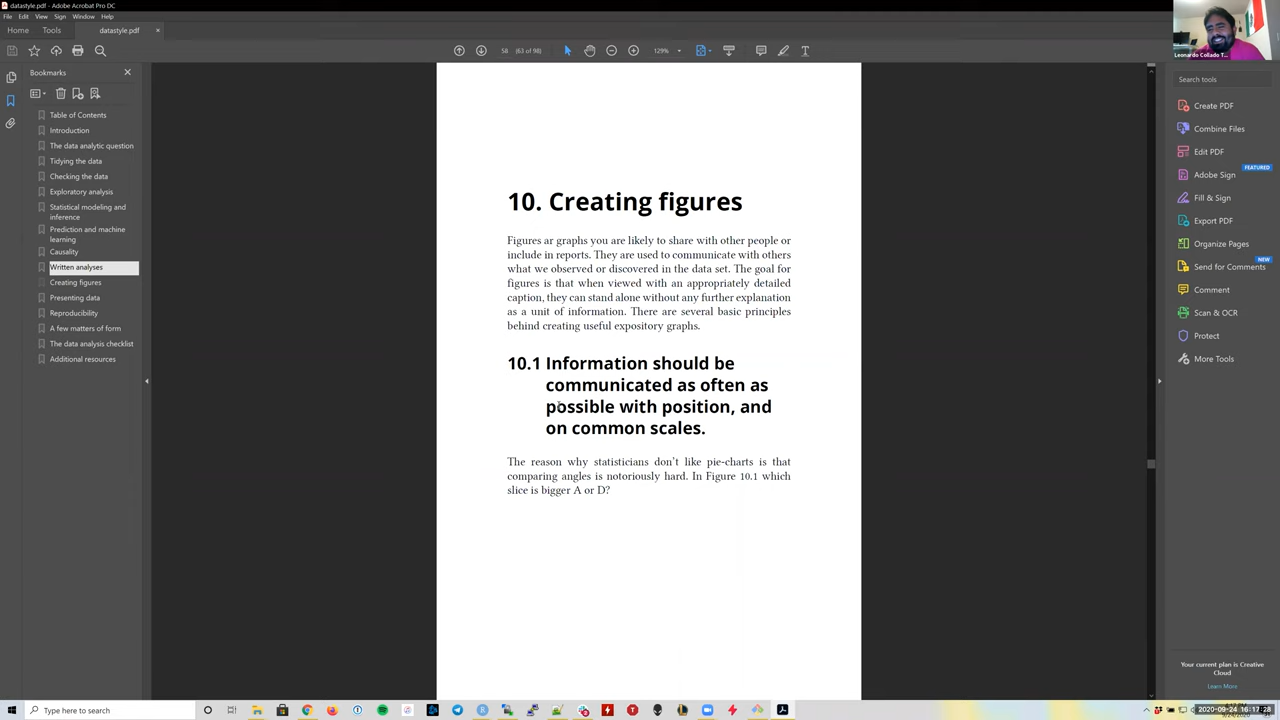 datastyle.pdf - Adobe Acrobat Pro DC
File Edit View Sign Window Help
Home Tools datastyle.pdf ×
58 (63 of 98) 129%
Leonardo Collado T...
Bookmarks
Table of Contents
Introduction
The data analytic question
Tidying the data
Checking the data
Exploratory analysis
Statistical modeling and
inference
Prediction and machine
learning
Causality
Written analyses
Creating figures
Presenting data
Reproducibility
A few matters of form
The data analysis checklist
Additional resources
10. Creating figures
Figures ar graphs you are likely to share with other people or
include in reports. They are used to communicate with others
what we observed or discovered in the data set. The goal for
figures is that when viewed with an appropriately detailed
caption, they can stand alone without any further explanation
as a unit of information. There are several basic principles
behind creating useful expository graphs.
10.1 Information should be
communicated as often as
possible with position, and
on common scales.
The reason why statisticians don't like pie-charts is that
comparing angles is notoriously hard. In Figure 10.1 which
slice is bigger A or D?
Search tools
Create PDF
Combine Files
Edit PDF
FEATURED
Adobe Sign
Fill & Sign
Export PDF
Organize Pages
NEW
Send for Comments
Comment
Scan & OCR
Protect
More Tools
Your current plan is Creative
Cloud
Learn More
Type here to search
2020-09-24 16:17:28